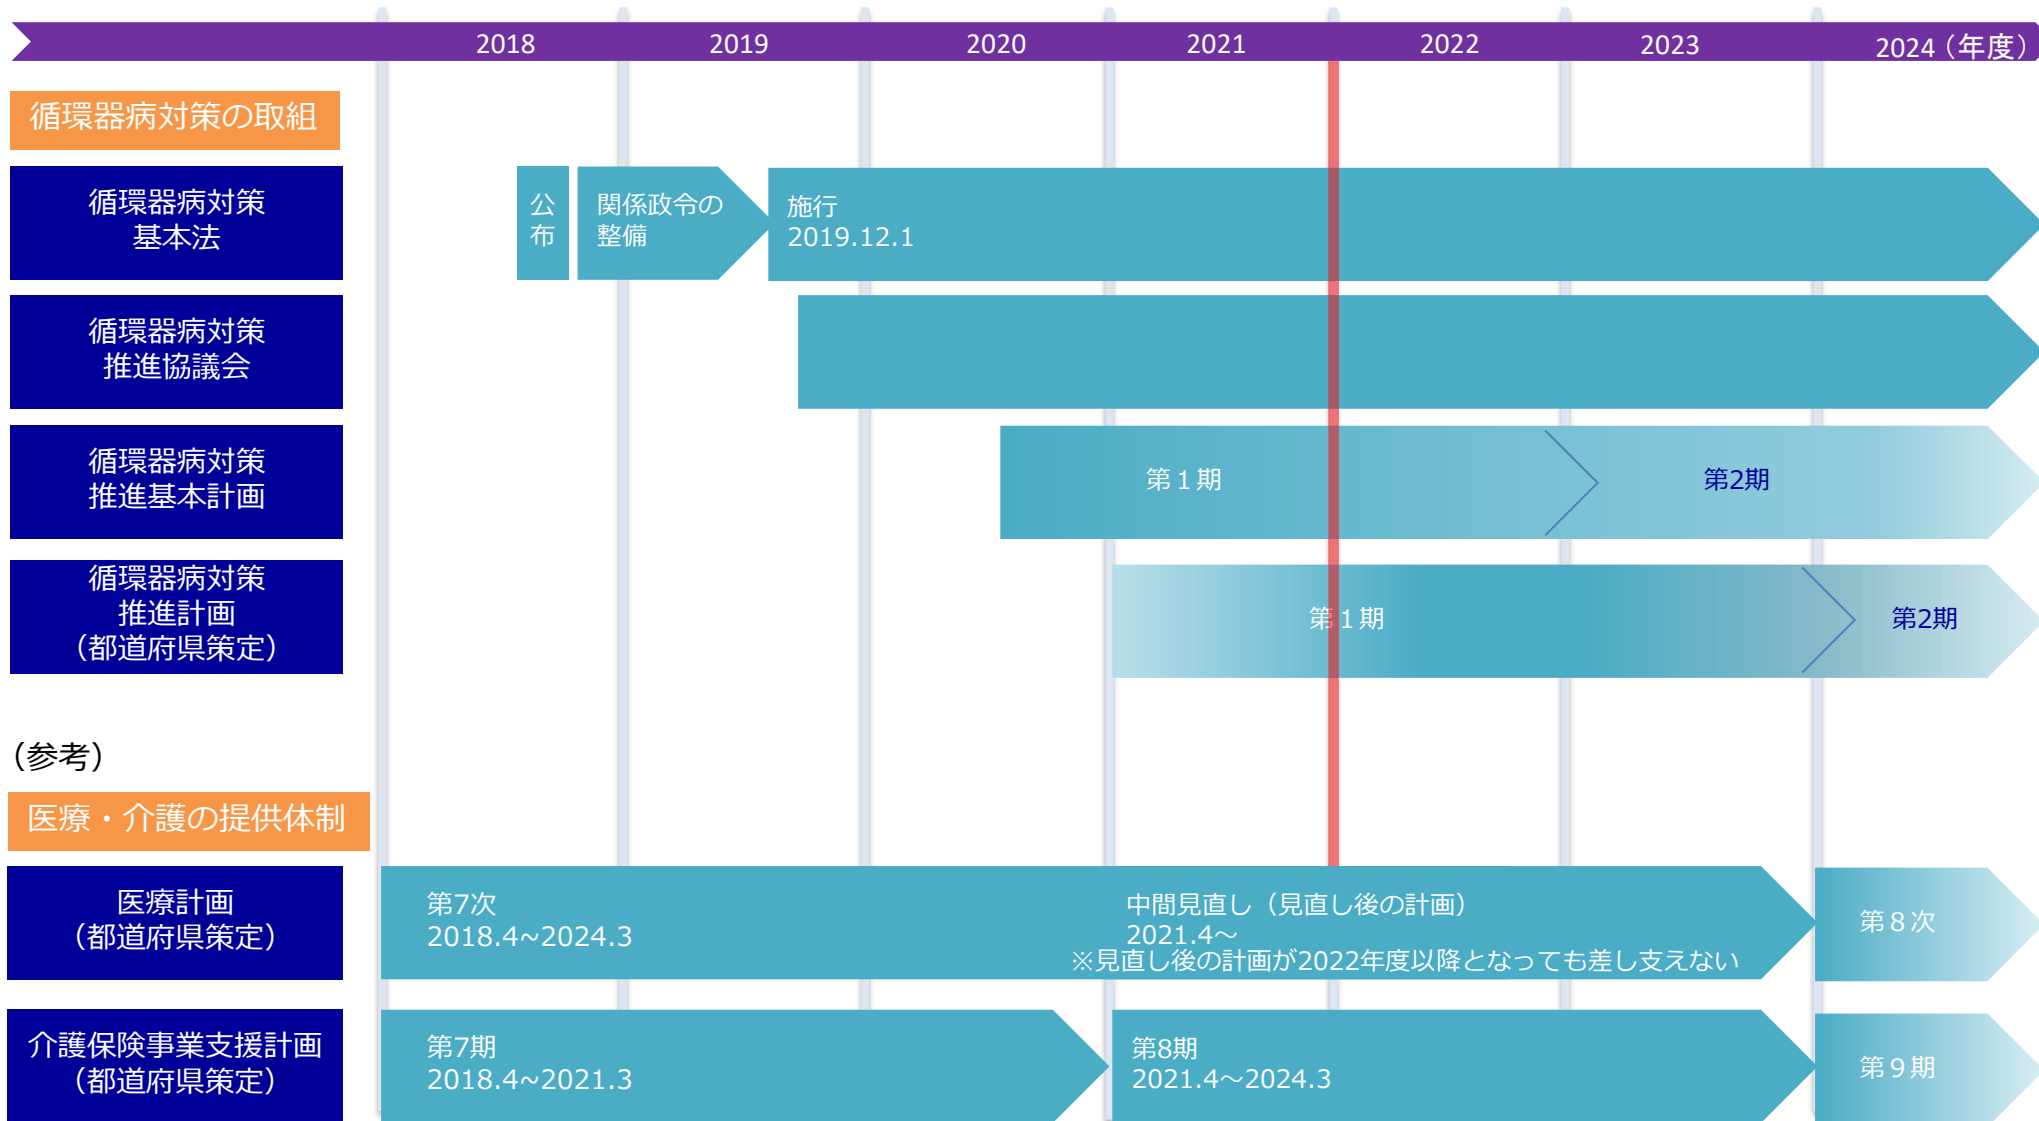 2018 2019 2020 2021 2022 2023 2024（年度）
循環器病対策の取組
循環器病対策
基本法
公
布
関係政令の
整備
施行
2019.12.1
循環器病対策
推進協議会
循環器病対策
推進基本計画
第１期
第2期
循環器病対策
推進計画
（都道府県策定）
第１期
第2期
（参考）
医療・介護の提供体制
医療計画
（都道府県策定）
第7次
2018.4~2024.3
中間見直し（見直し後の計画）
2021.4～
※見直し後の計画が2022年度以降となっても差し支えない
第８次
介護保険事業支援計画
（都道府県策定）
第7期
2018.4~2021.3
第8期
2021.4～2024.3
第９期